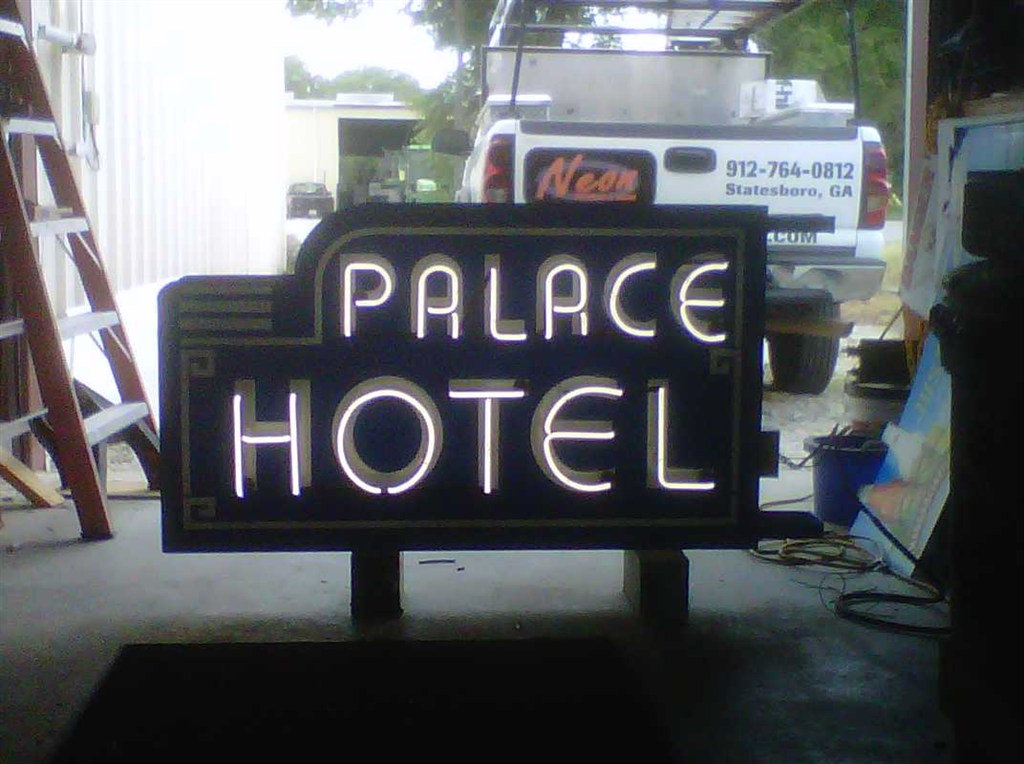 Neon
912-764-0812
Statesboro, GA
.COM
PALACE
HOTEL